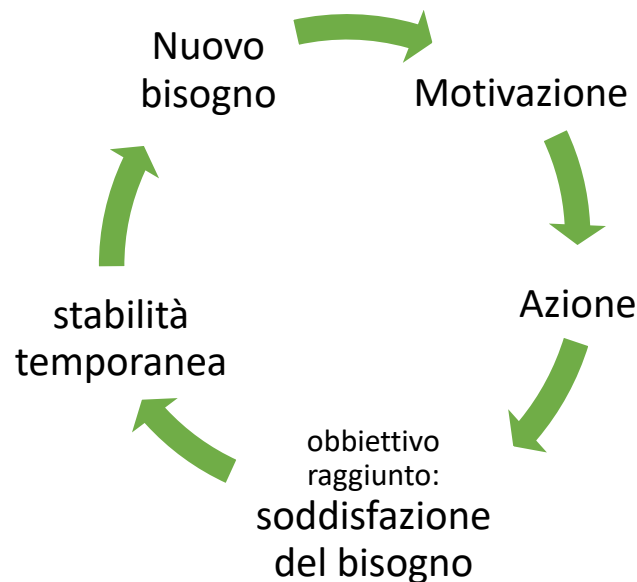 Nuovo
bisogno
Motivazione
Azione
obbiettivo
raggiunto:
soddisfazione
del bisogno
stabilità
temporanea